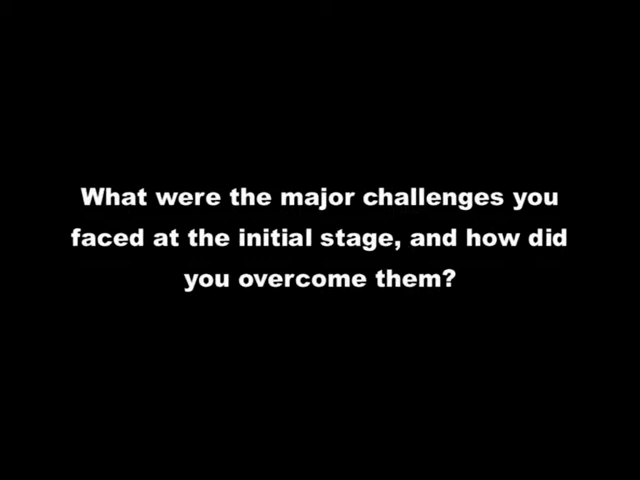 What were the major challenges you
faced at the initial stage, and how did
you overcome them?